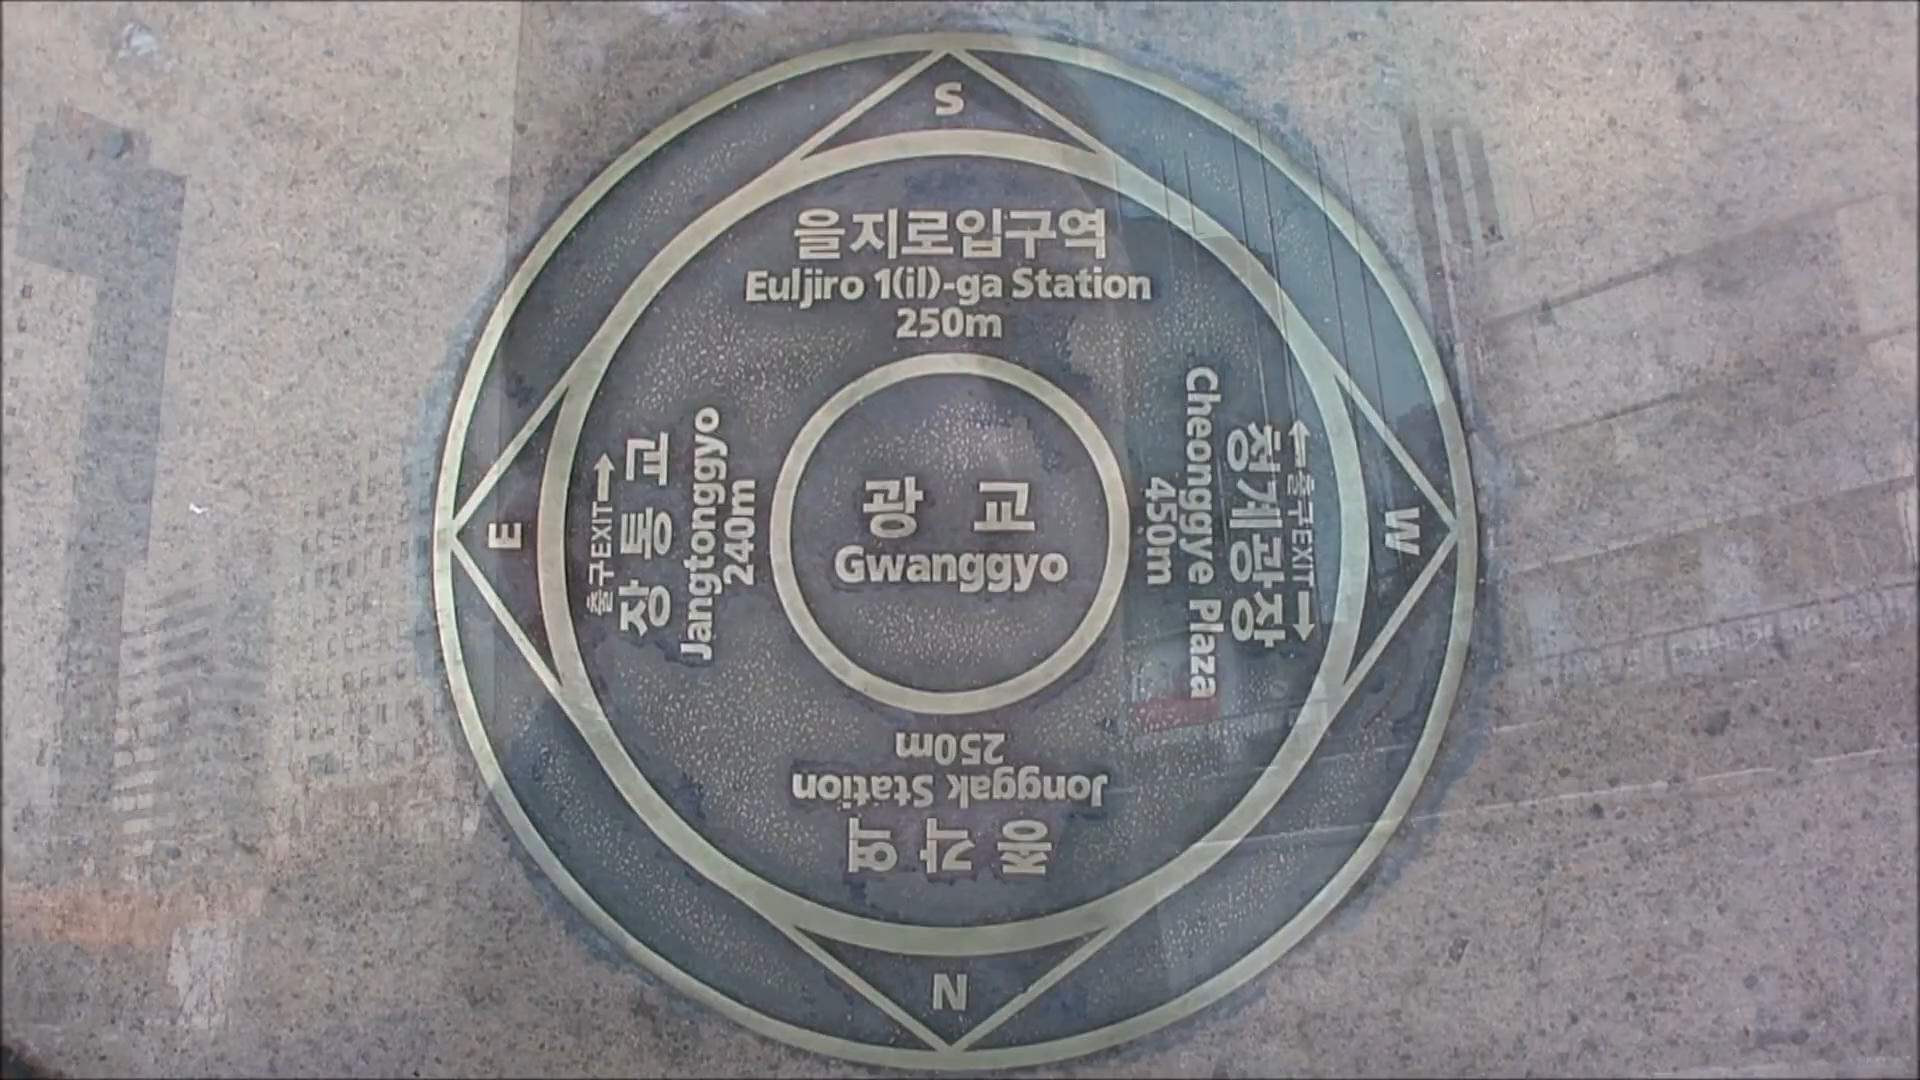 S
을지로입구역
Euljiro 1(il)-ga Station
250m
E
출구EXIT→
장통교
Jangtonggyo
240m
광교
Gwanggyo
W
←출구EXIT→
청계광장
Cheonggye Plaza
450m
종각역
Jonggak Station
250m
N